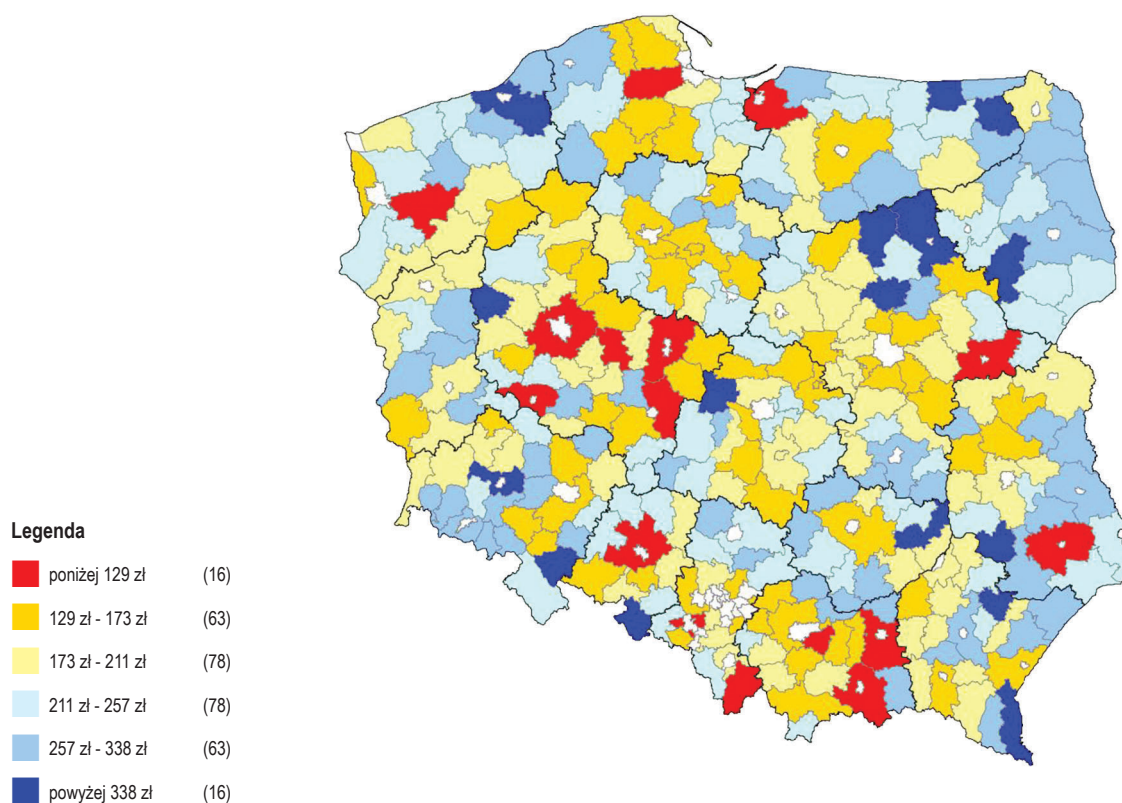 Legenda
poniżej 129 zł (16)
129 zł - 173 zł (63)
173 zł - 211 zł (78)
211 zł - 257 zł (78)
257 zł - 338 zł (63)
powyżej 338 zł (16)